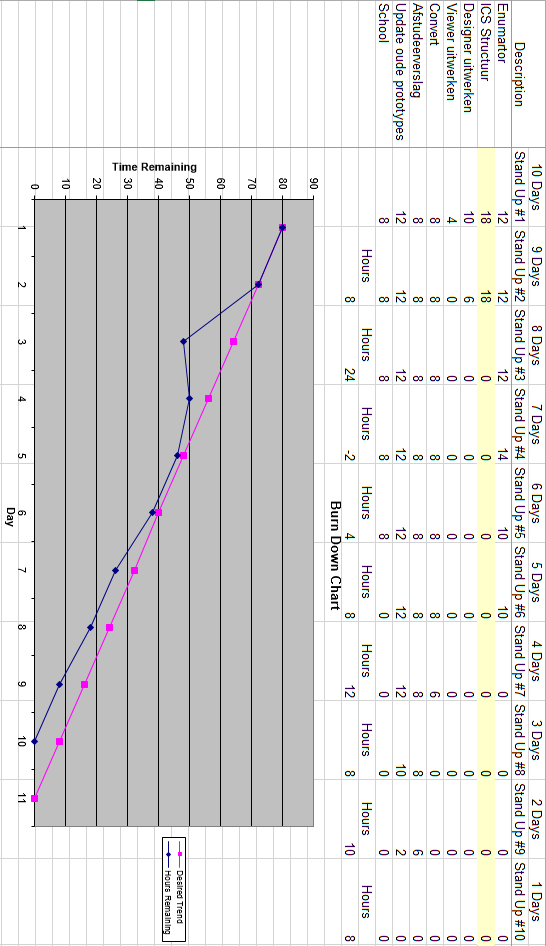 10 Days 9 Days 8 Days 7 Days 6 Days 5 Days 4 Days 3 Days 2 Days 1 Days
Description Stand Up #1 Stand Up #2 Stand Up #3 Stand Up #4 Stand Up #5 Stand Up #6 Stand Up #7 Stand Up #8 Stand Up #9 Stand Up #10
Enumartor 12 12 12 14 10 10 0 0 0 0
ICS Structuur 18 18 0 0 0 0 0 0 0 0
Designer uitwerken 10 6 0 0 0 0 0 0 0 0
Viewer uitwerken 4 0 0 0 0 0 0 0 0 0
Convert 8 8 8 8 8 8 6 0 0 0
Afstudeerverslag 8 8 8 8 8 8 8 8 6 0
Update oude prototypes 12 12 12 12 12 12 12 10 2 0
School 8 8 8 8 8 0 0 0 0 0
Hours Hours Hours Hours Hours Hours Hours Hours Hours
8 24 -2 4 8 12 8 10 8
Burn Down Chart
90
80
70
60
50
40
30
20
10
0
Time Remaining
1 2 3 4 5 6 7 8 9 10 11
Day
Desired Trend
Hours Remaining